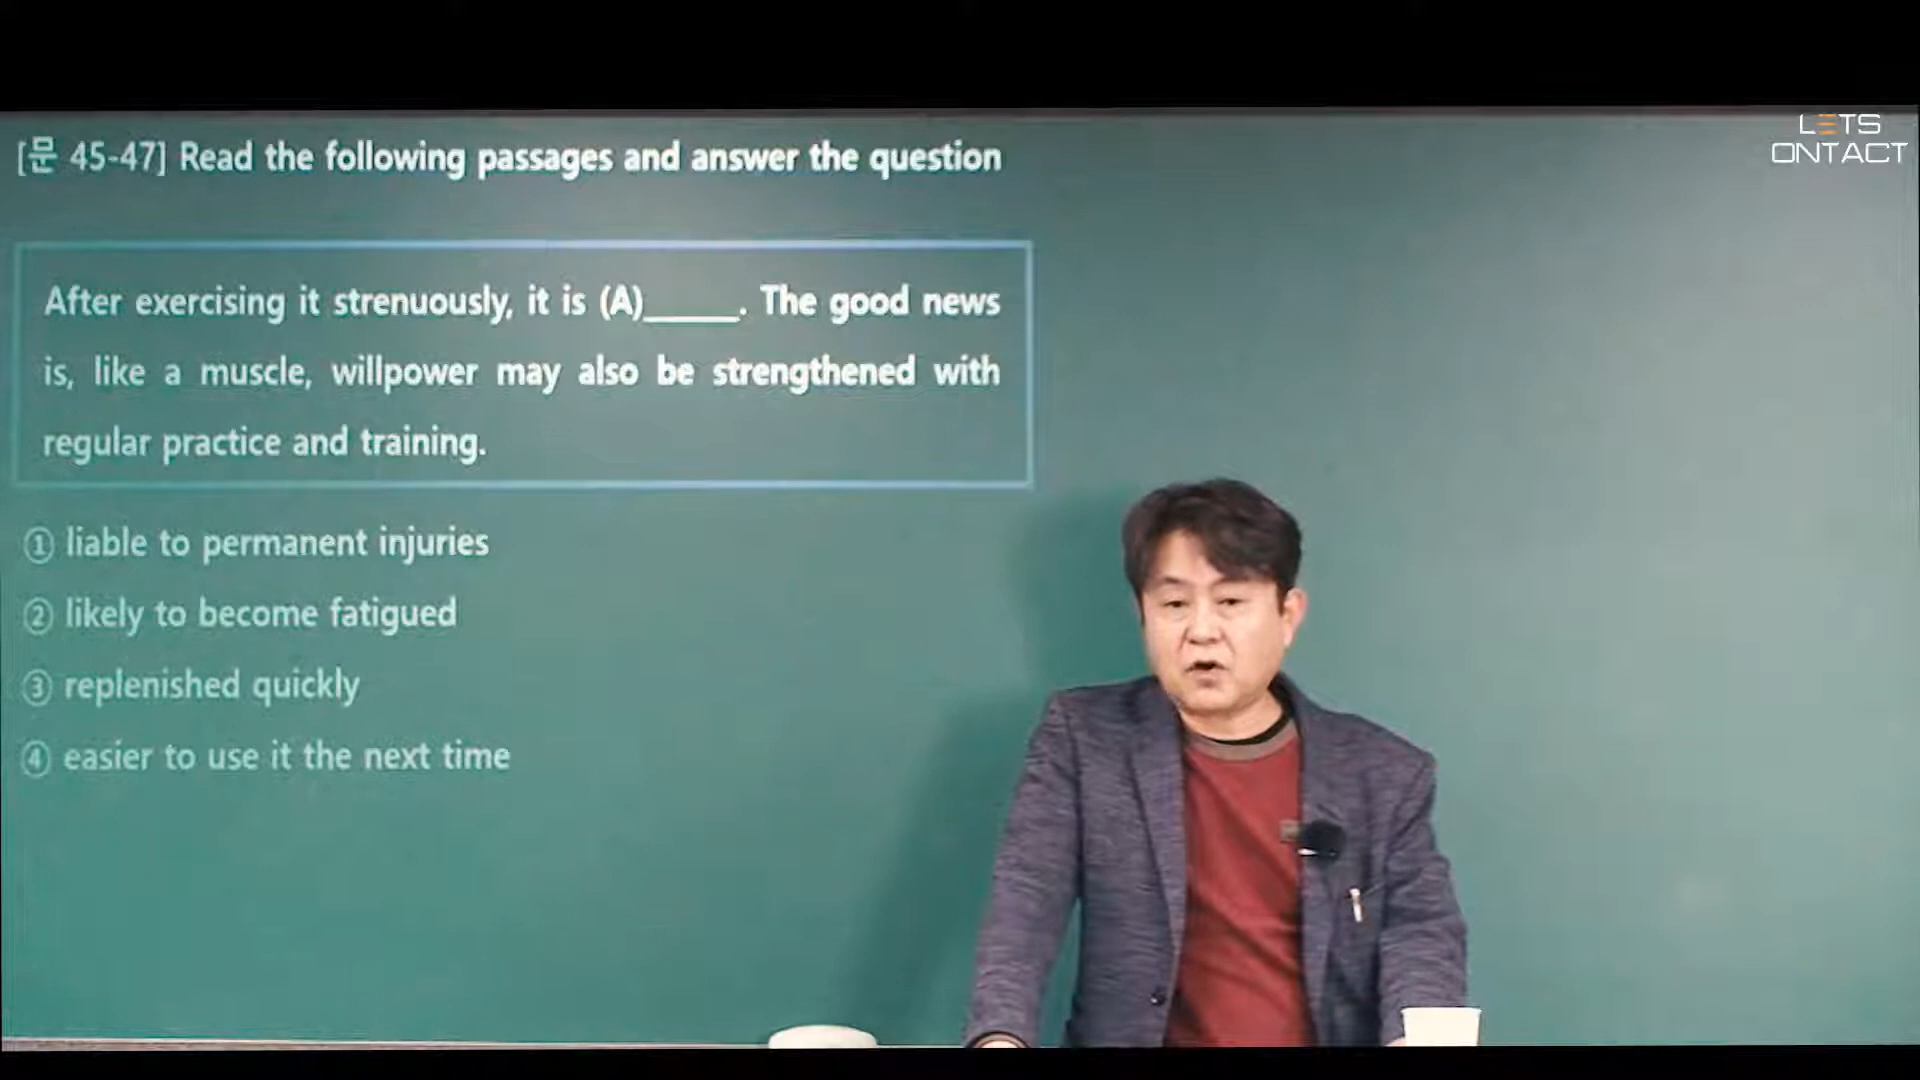 LETS
ONTACT
[문 45-47] Read the following passages and answer the question
After exercising it strenuously, it is (A)_____. The good news
is, like a muscle, willpower may also be strengthened with
regular practice and training.
① liable to permanent injuries
② likely to become fatigued
③ replenished quickly
④ easier to use it the next time